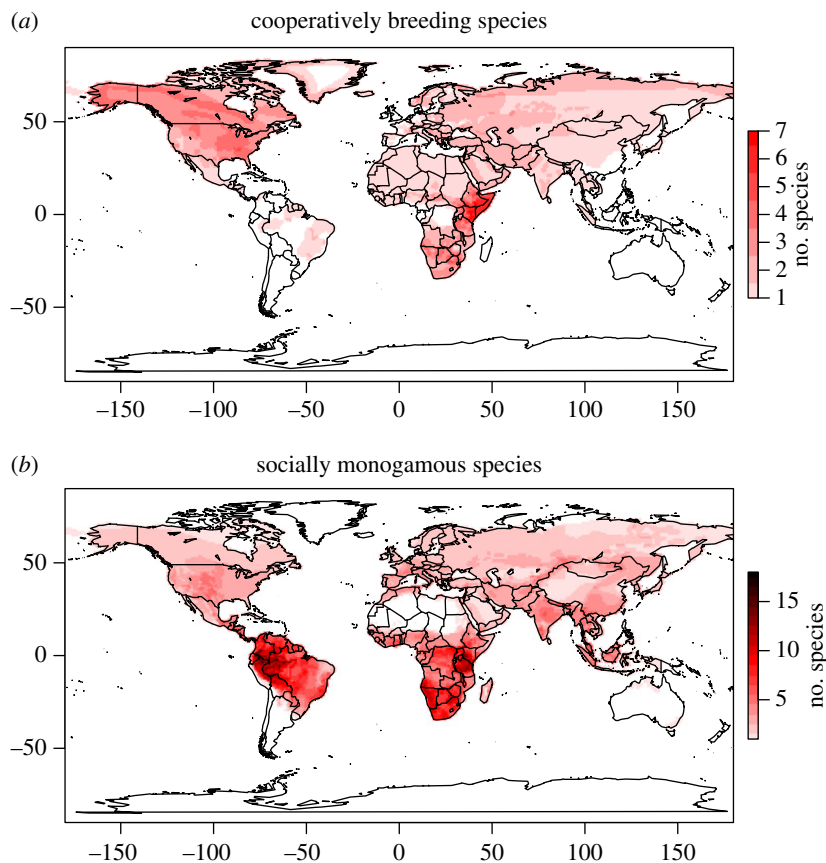 (a) cooperatively breeding species
50
0
−50
7
6
5
4
3
2
1
no. species
−150 −100 −50 0 50 100 150
(b) socially monogamous species
50
0
−50
15
10
5
no. species
−150 −100 −50 0 50 100 150